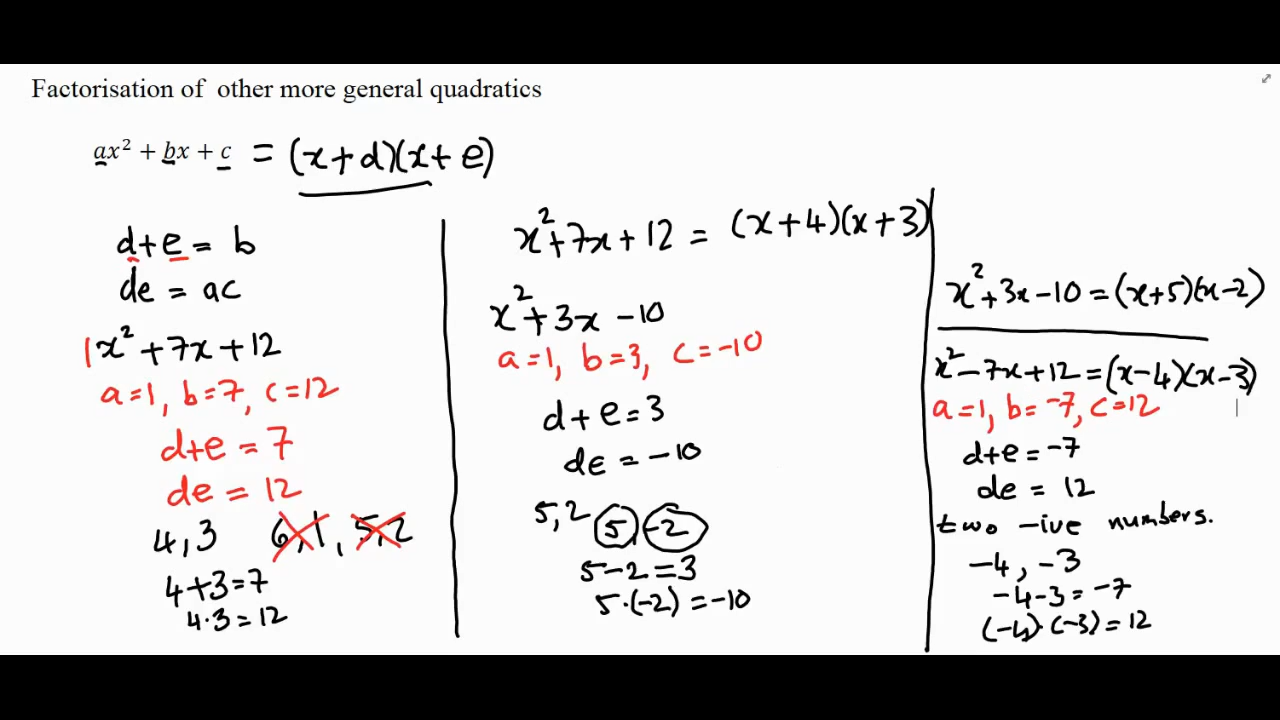 Factorisation of other more general quadratics
ax² + bx + c = (x+d)(x+e)
d+e = b
de = ac
1x² + 7x + 12
a=1, b=7, c=12
d+e = 7
de = 12
4,3 6,1, 5,2
4+3=7
4·3=12
x²+7x+12 = (x+4)(x+3)
x²+3x-10
a=1, b=3, c=-10
d+e=3
de = -10
5,2 5,-2
5-2=3
5·(-2) = -10
x²+3x-10=(x+5)(x-2)
x²-7x+12=(x-4)(x-3)
a=1, b=-7, c=12
d+e=-7
de = 12
two -ive numbers.
-4, -3
-4-3=-7
(-4)·(-3)=12